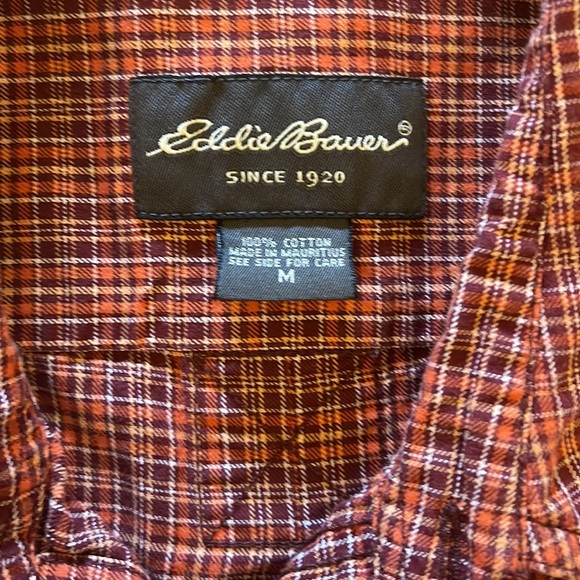 Eddie Bauer®
SINCE 1920
100% COTTON
MADE IN MAURITIUS
SEE SIDE FOR CARE
M